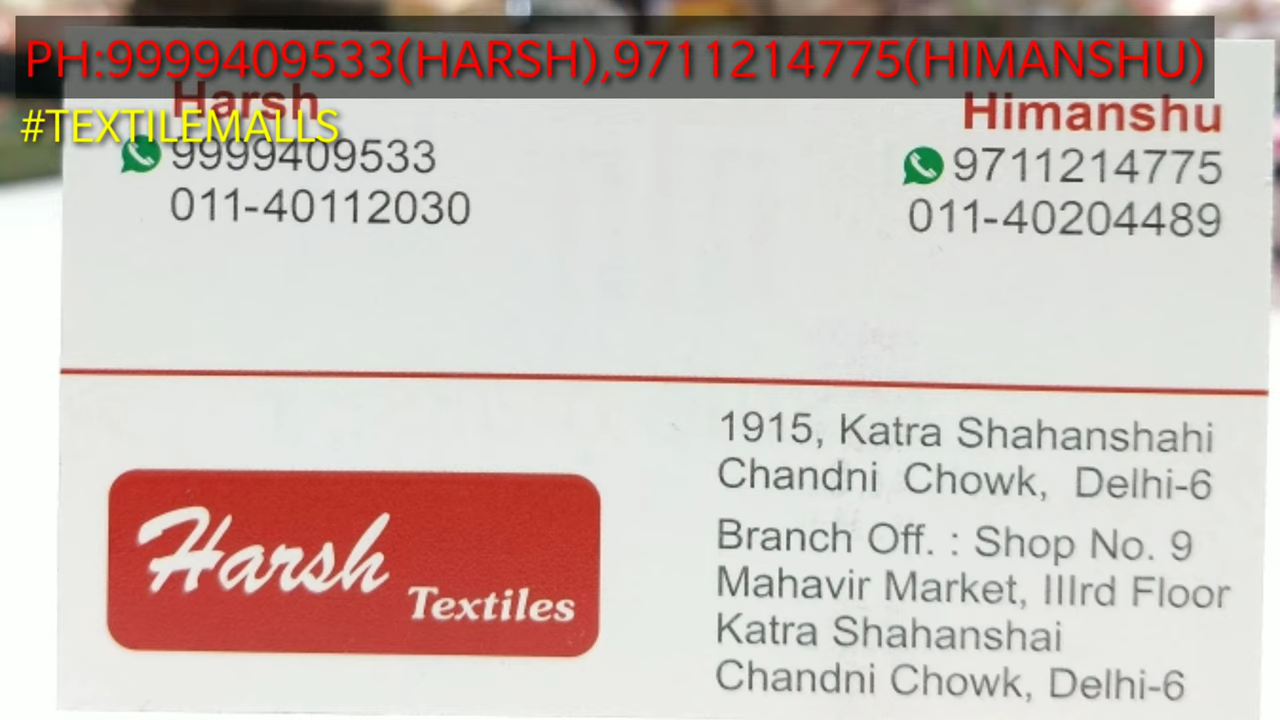 PH:9999409533(HARSH),9711214775(HIMANSHU)
#TEXTILEMALLS
Harsh
9999409533
011-40112030
Himanshu
9711214775
011-40204489
Harsh
Textiles
1915, Katra Shahanshahi
Chandni Chowk, Delhi-6
Branch Off. : Shop No. 9
Mahavir Market, IIIrd Floor
Katra Shahanshai
Chandni Chowk, Delhi-6